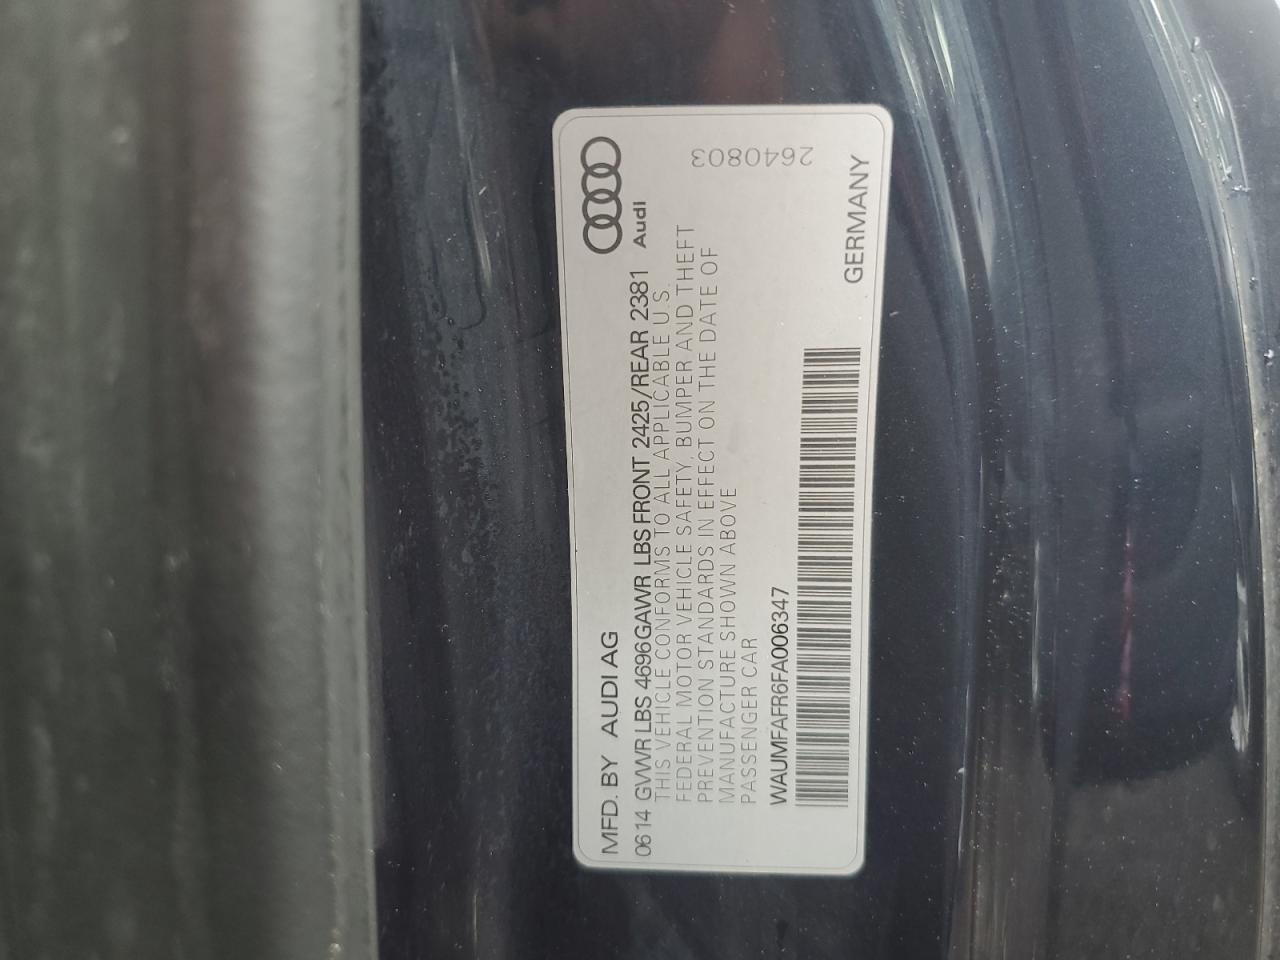 Audi
2640803
MFD. BY AUDI AG
0614 GVWR LBS 4696 GAWR LBS FRONT 2425/REAR 2381
THIS VEHICLE CONFORMS TO ALL APPLICABLE U.S.
FEDERAL MOTOR VEHICLE SAFETY, BUMPER AND THEFT
PREVENTION STANDARDS IN EFFECT ON THE DATE OF
MANUFACTURE SHOWN ABOVE
PASSENGER CAR
WAUMFAFR6FA006347
GERMANY